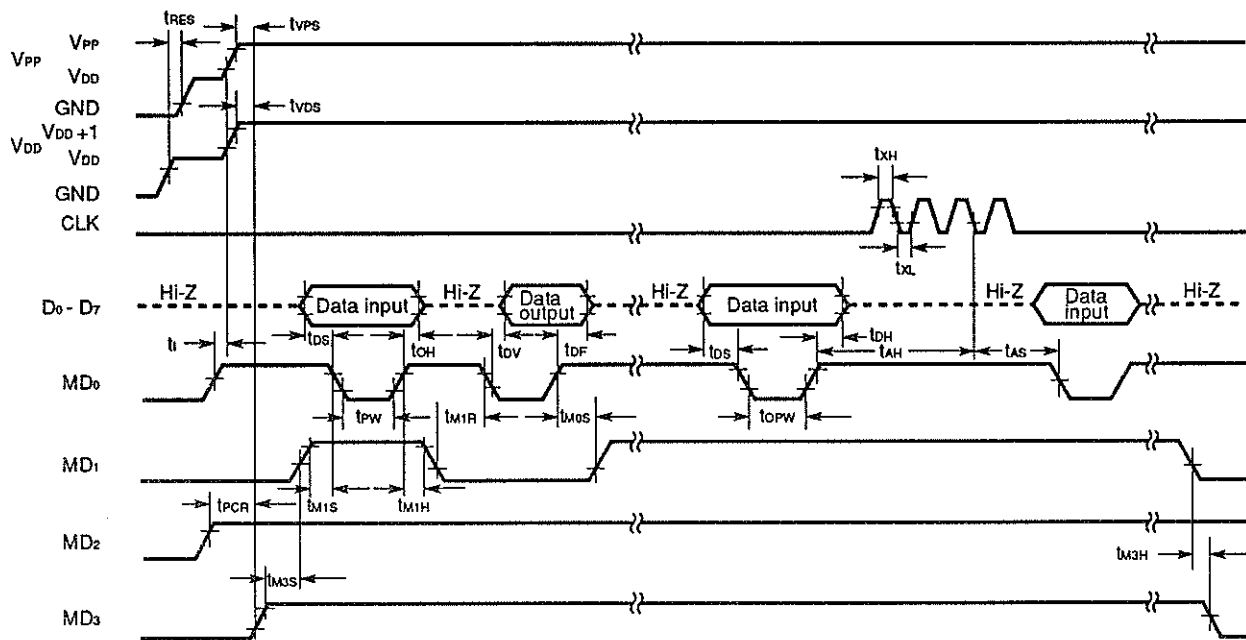 tRES
tVPS
VPP
VPP
VDD
GND
tVDS
VDD +1
VDD
VDD
GND
CLK
tXH
tXL
D0 - D7
Hi-Z
Data input
Hi-Z
Data output
Hi-Z
Data input
Hi-Z
Data input
Hi-Z
tI
tDS
tOH
tDV
tDF
tDS
tDH
tAH
tAS
MD0
tPW
tM1R
tM0S
tOPW
MD1
tPCR
tM1S
tM1H
MD2
tM3S
tM3H
MD3